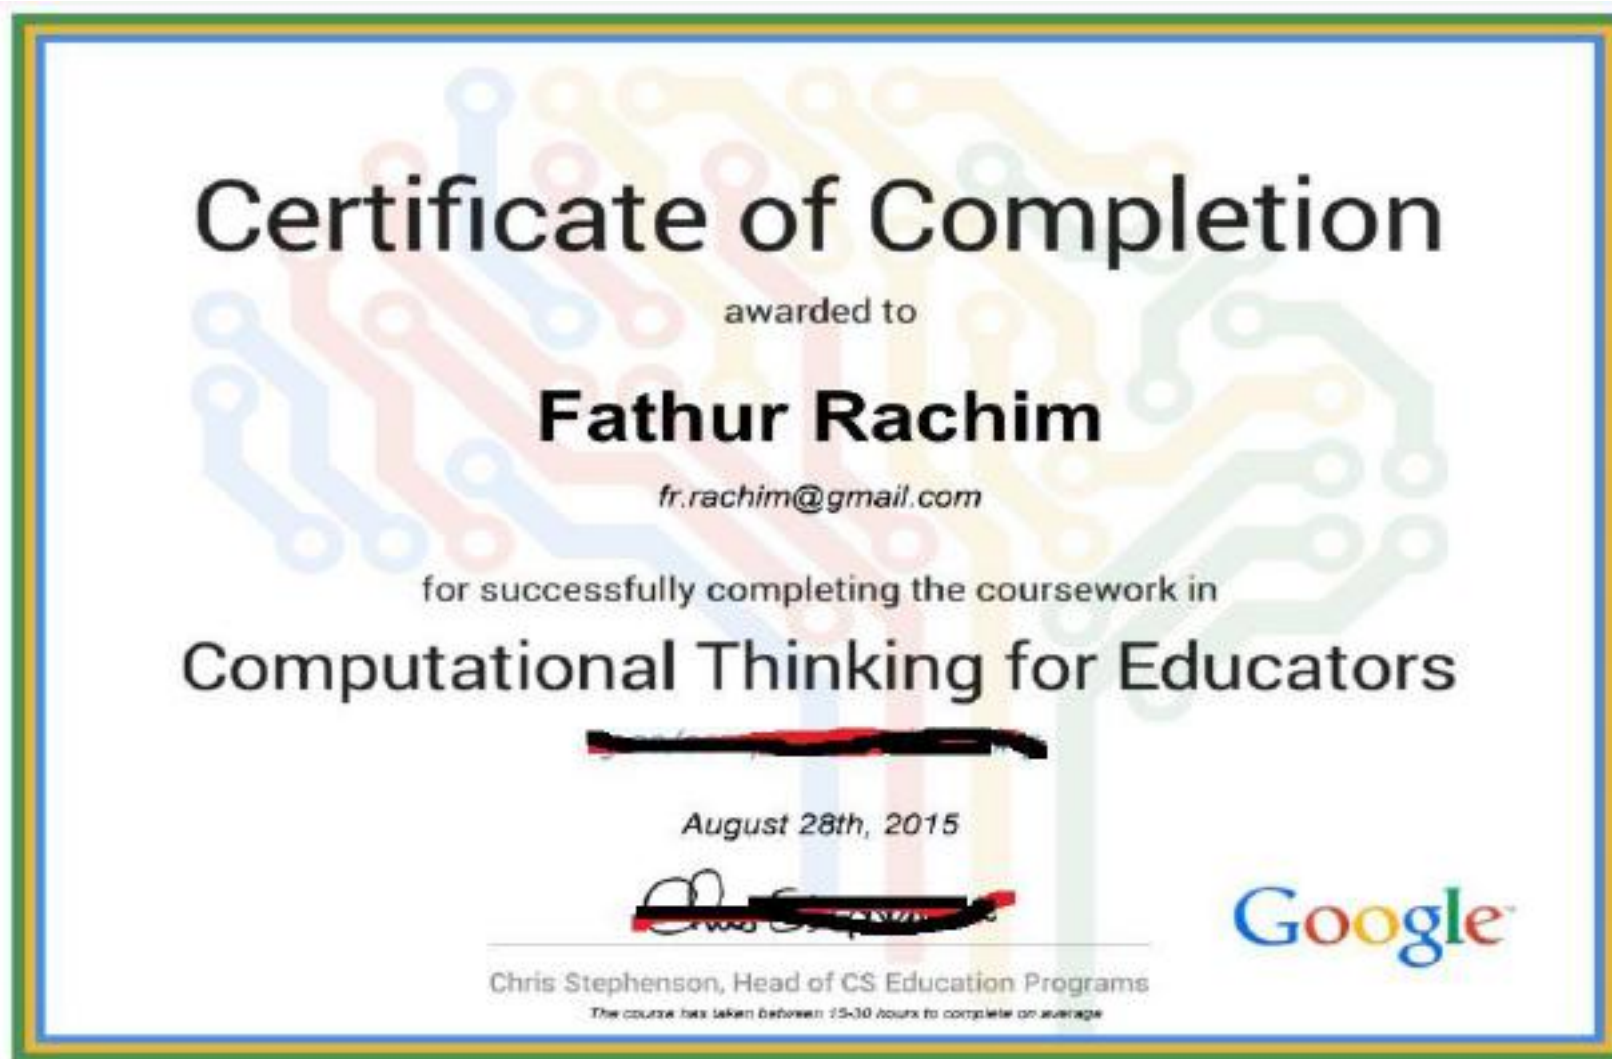 Certificate of Completion
awarded to
Fathur Rachim
fr.rachim@gmail.com
for successfully completing the coursework in
Computational Thinking for Educators
August 28th, 2015
Google
Chris Stephenson, Head of CS Education Programs
The course has taken between 15-30 hours to complete on average